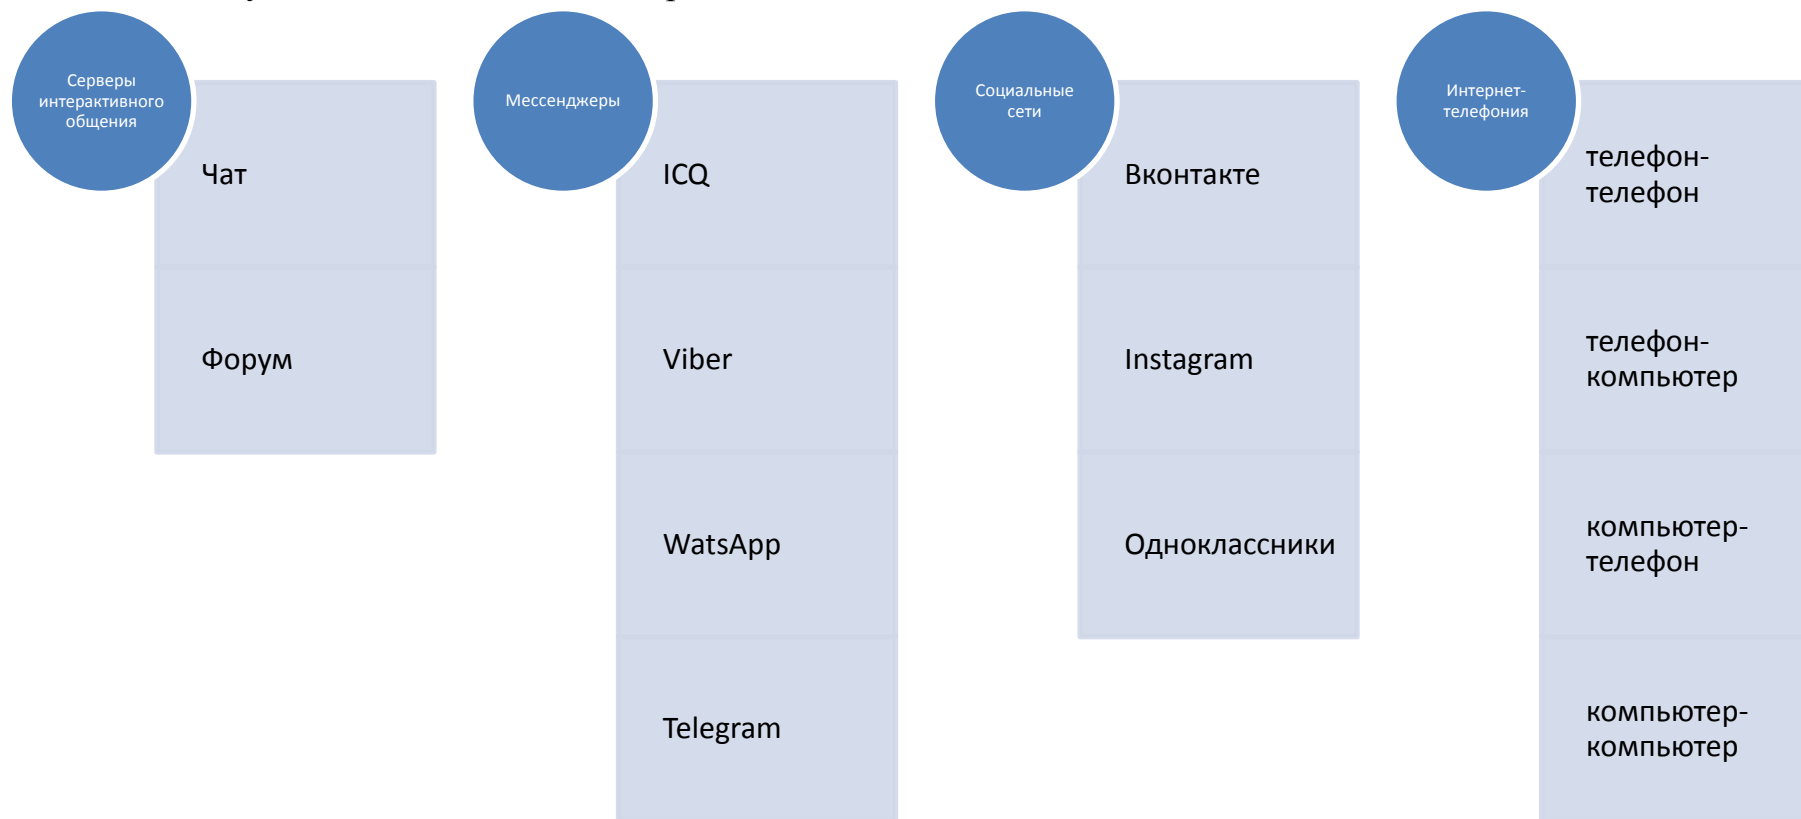 Серверы
интерактивного
общения
Чат
Форум
Мессенджеры
ICQ
Viber
WatsApp
Telegram
Социальные
сети
Вконтакте
Instagram
Одноклассники
Интернет-
телефония
телефон-
телефон
телефон-
компьютер
компьютер-
телефон
компьютер-
компьютер